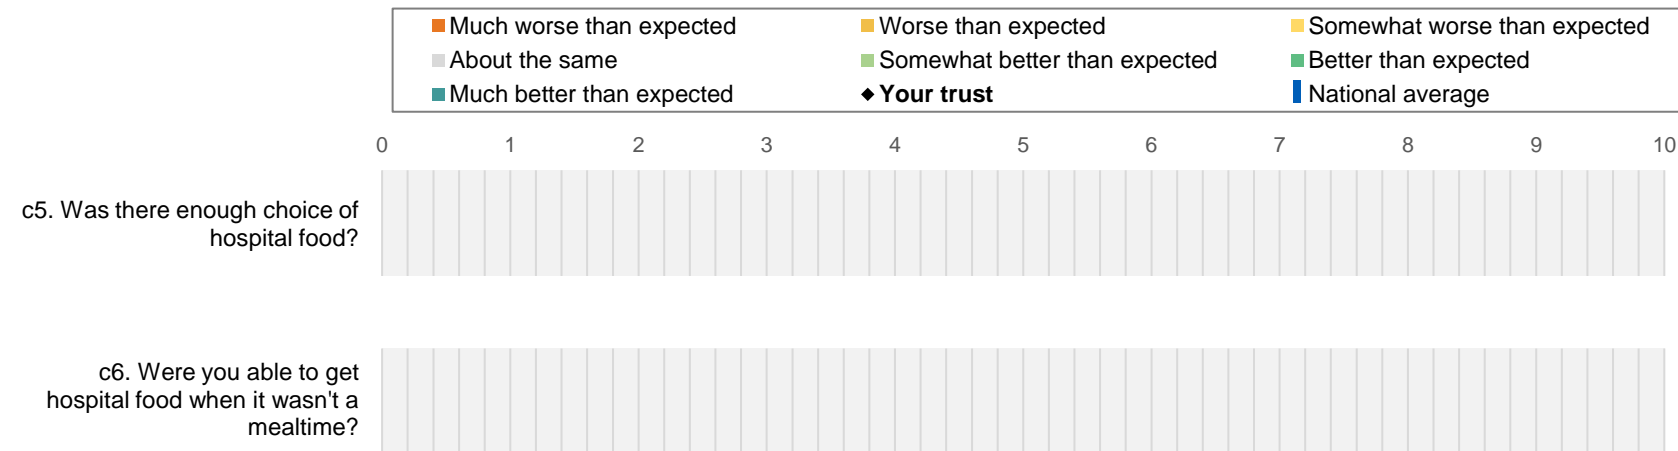 Much worse than expected
Worse than expected
Somewhat worse than expected
About the same
Somewhat better than expected
Better than expected
Much better than expected
Your trust
National average
0 1 2 3 4 5 6 7 8 9 10
c5. Was there enough choice of
hospital food?
c6. Were you able to get
hospital food when it wasn't a
mealtime?